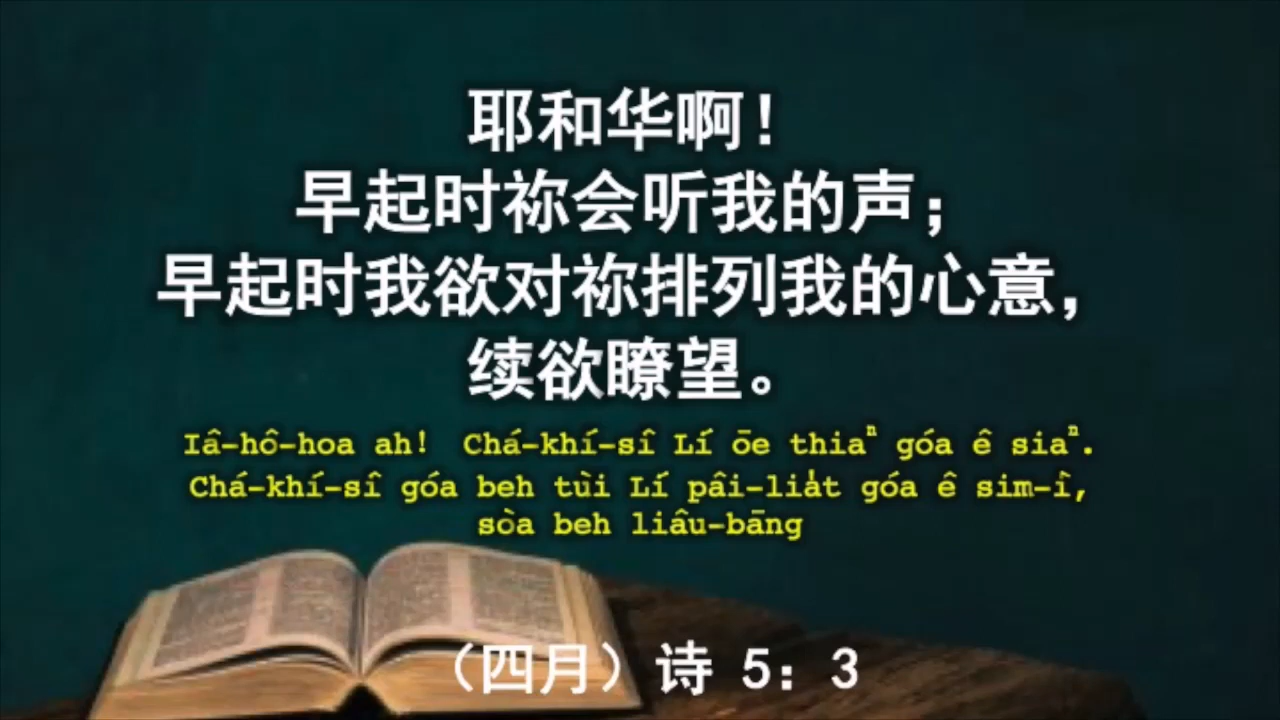 耶和华啊！
早起时祢会听我的声；
早起时我欲对祢排列我的心意，
续欲瞭望。
Iâ-hô-hoa ah!  Chá-khí-sî Lí ōe thiaⁿ góa ê siaⁿ.
Chá-khí-sî góa beh tùi Lí pâi-lia̍t góa ê sim-ì,
sòa beh liâu-bāng
（四月）诗 5：3